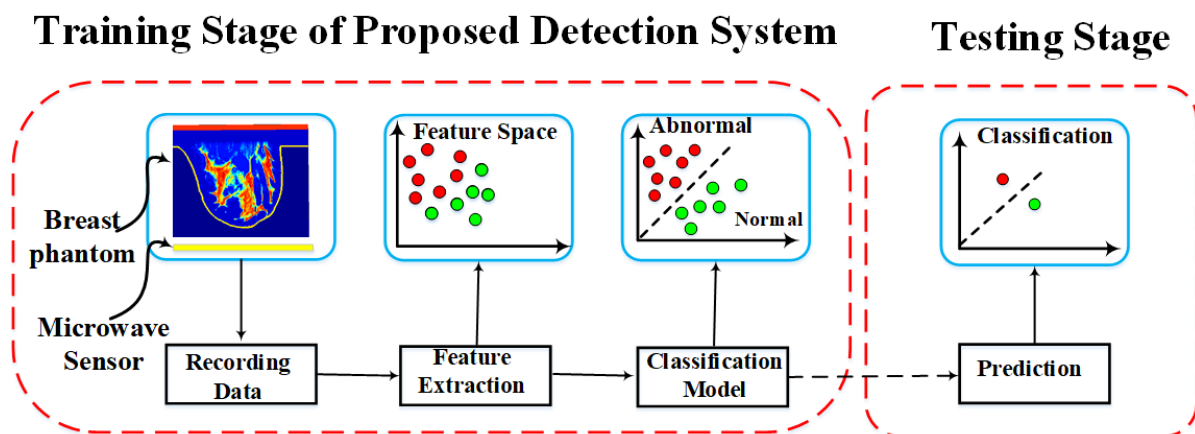 Training Stage of Proposed Detection System
Testing Stage
Breast
phantom
Microwave
Sensor
Feature Space
Abnormal
Normal
Classification
Recording
Data
Feature
Extraction
Classification
Model
Prediction